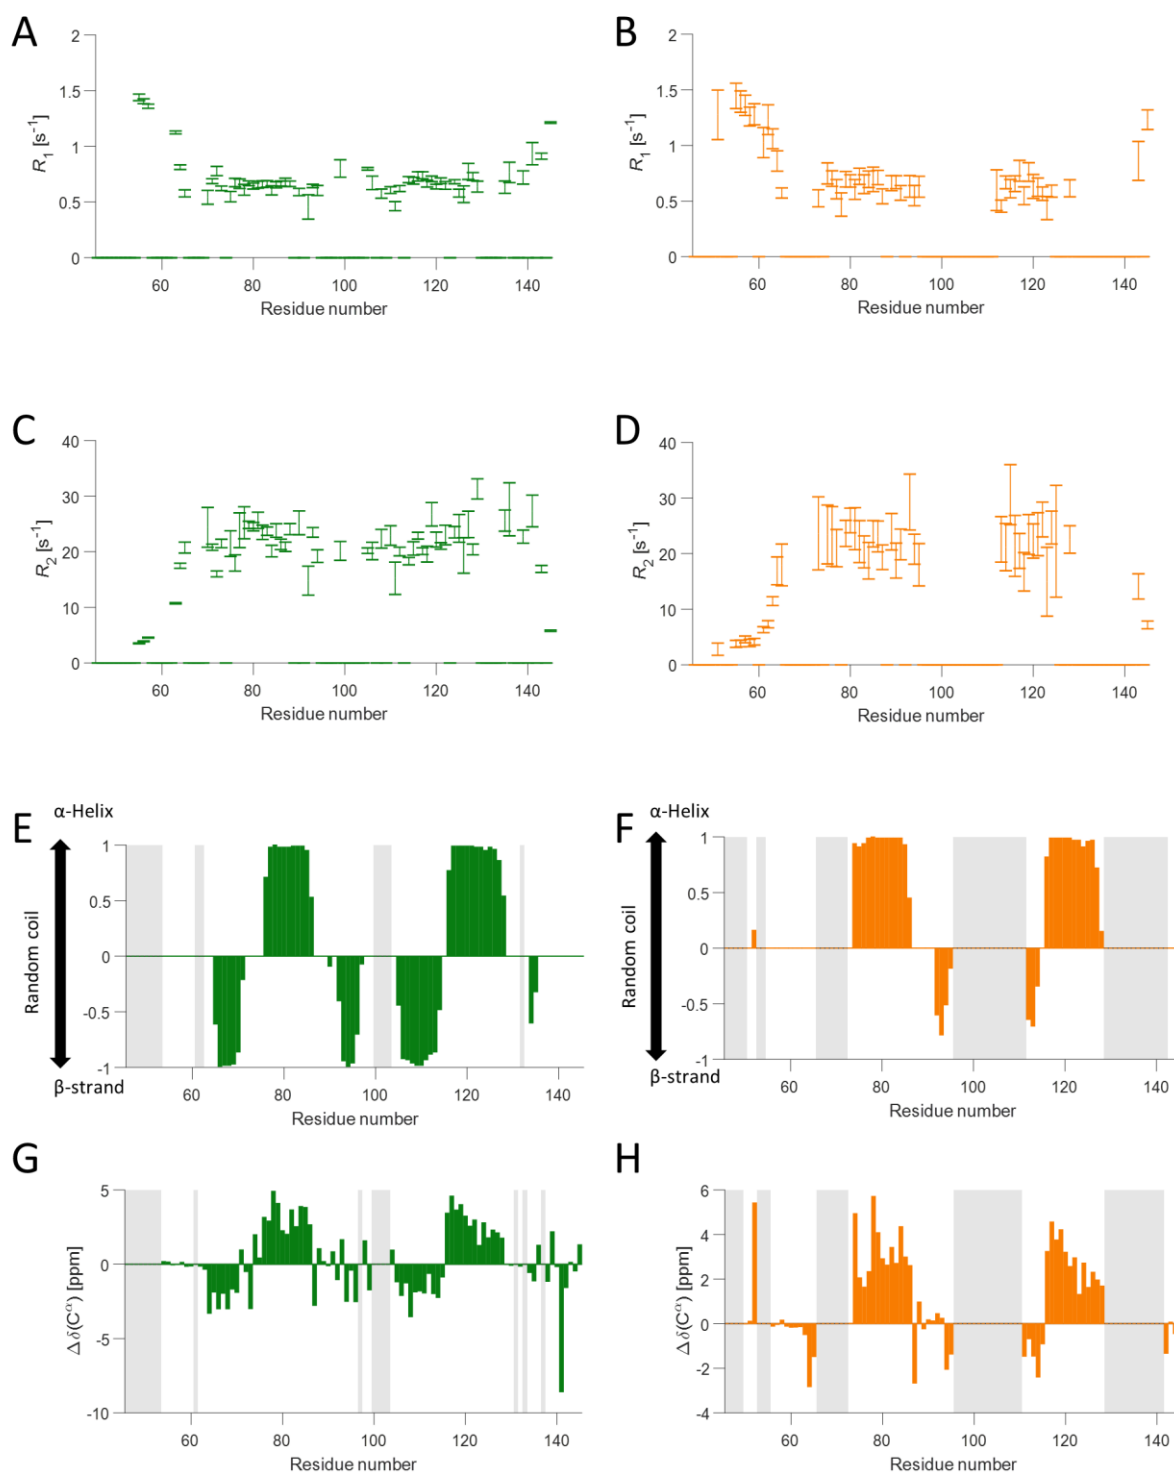 A
2
1.5
1
0.5
0
R₁ [s⁻¹]
60 80 100 120 140
Residue number
B
2
1.5
1
0.5
0
R₁ [s⁻¹]
60 80 100 120 140
Residue number
C
40
30
20
10
0
R₂ [s⁻¹]
60 80 100 120 140
Residue number
D
40
30
20
10
0
R₂ [s⁻¹]
60 80 100 120 140
Residue number
E
α-Helix
Random coil
β-strand
1
0.5
0
-0.5
-1
60 80 100 120 140
Residue number
F
α-Helix
Random coil
β-strand
1
0.5
0
-0.5
-1
60 80 100 120 140
Residue number
G
5
0
-5
-10
Δδ(Cᵅ) [ppm]
60 80 100 120 140
Residue number
H
6
4
2
0
-2
-4
Δδ(Cᵅ) [ppm]
60 80 100 120 140
Residue number